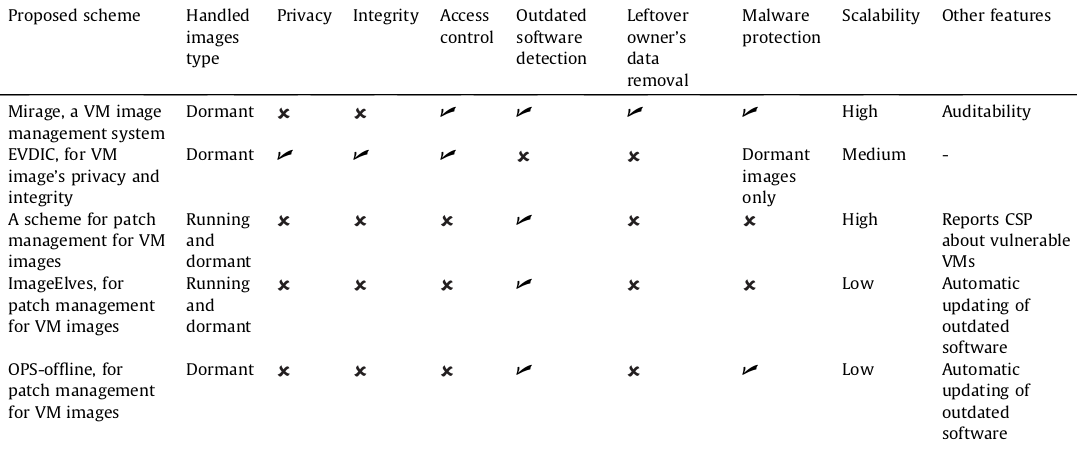 Proposed scheme Handled Privacy Integrity Access Outdated Leftover Malware Scalability Other features
images control software owner's protection
type detection data
removal
Mirage, a VM image Dormant ✘ ✘ ✓ ✓ ✓ ✓ High Auditability
management system
EVDIC, for VM Dormant ✓ ✓ ✓ ✘ ✘ Dormant Medium -
image's privacy and images
integrity only
A scheme for patch Running ✘ ✘ ✘ ✓ ✘ ✘ High Reports CSP
management for VM and about vulnerable
images dormant VMs
ImageElves, for Running ✘ ✘ ✘ ✓ ✘ ✘ Low Automatic
patch management and updating of
for VM images dormant outdated
software
OPS-offline, for Dormant ✘ ✘ ✘ ✓ ✘ ✓ Low Automatic
patch management updating of
for VM images outdated
software